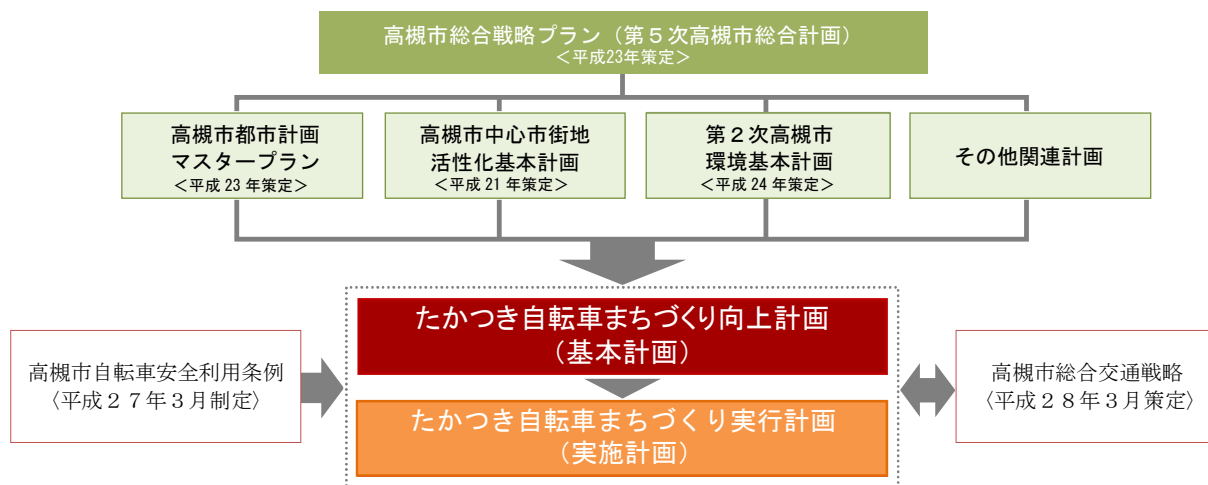 高槻市総合戦略プラン（第５次高槻市総合計画）
＜平成23年策定＞
高槻市都市計画
マスタープラン
＜平成 23 年策定＞
高槻市中心市街地
活性化基本計画
＜平成 21 年策定＞
第２次高槻市
環境基本計画
＜平成 24 年策定＞
その他関連計画
たかつき自転車まちづくり向上計画
（基本計画）
高槻市自転車安全利用条例
〈平成２７年３月制定〉
高槻市総合交通戦略
〈平成２８年３月策定〉
たかつき自転車まちづくり実行計画
（実施計画）